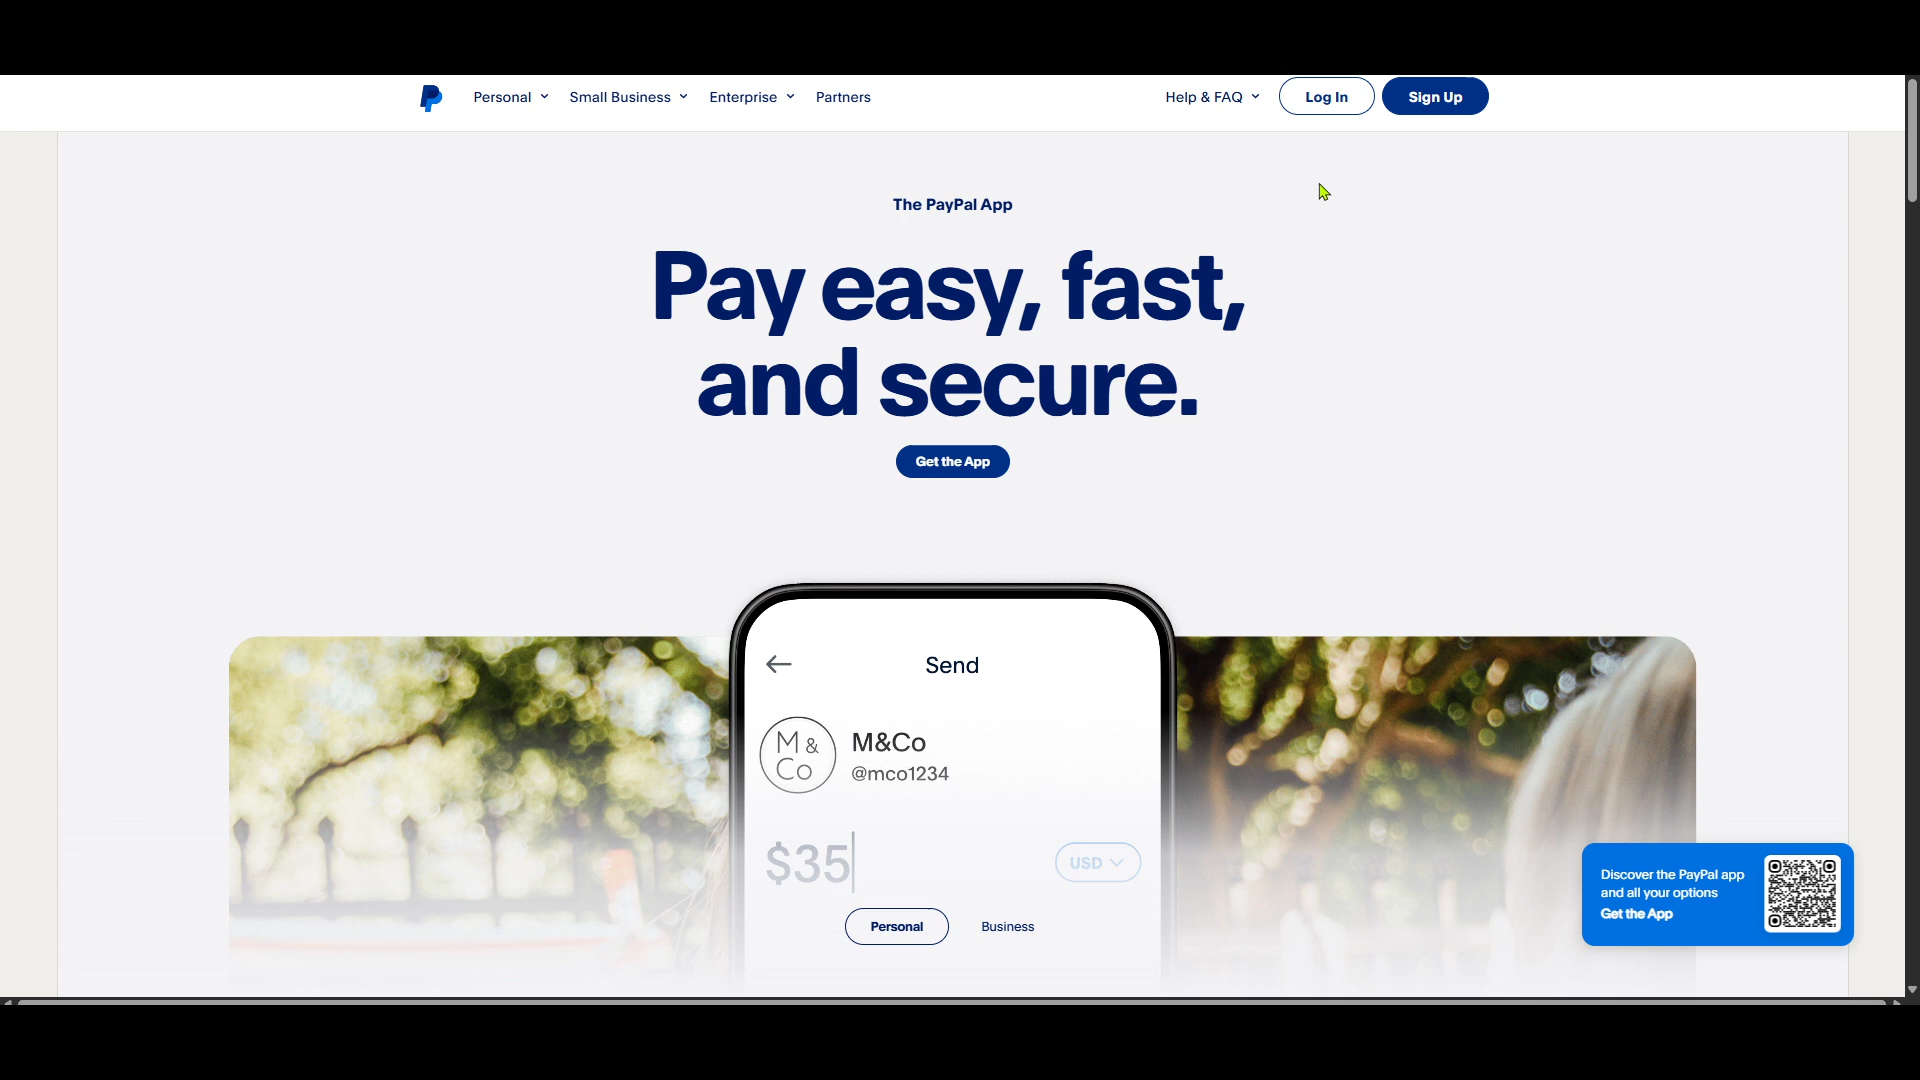 Personal Small Business Enterprise Partners Help & FAQ Log In Sign Up
The PayPal App
Pay easy, fast,
and secure.
Get the App
Send
M & Co
M&Co
@mco1234
$35 USD
Personal Business
Discover the PayPal app
and all your options
Get the App